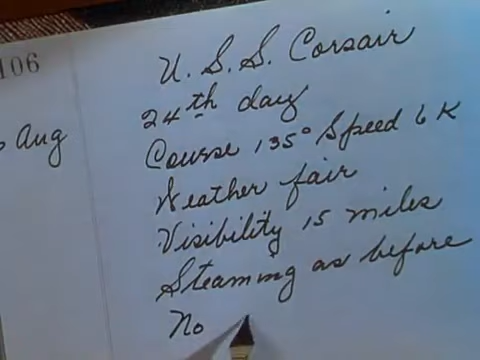 106
U. S. S. Corsair
24th day
Aug
Course 135° Speed 6 K
Weather fair
Visibility 15 miles
Steaming as before
No